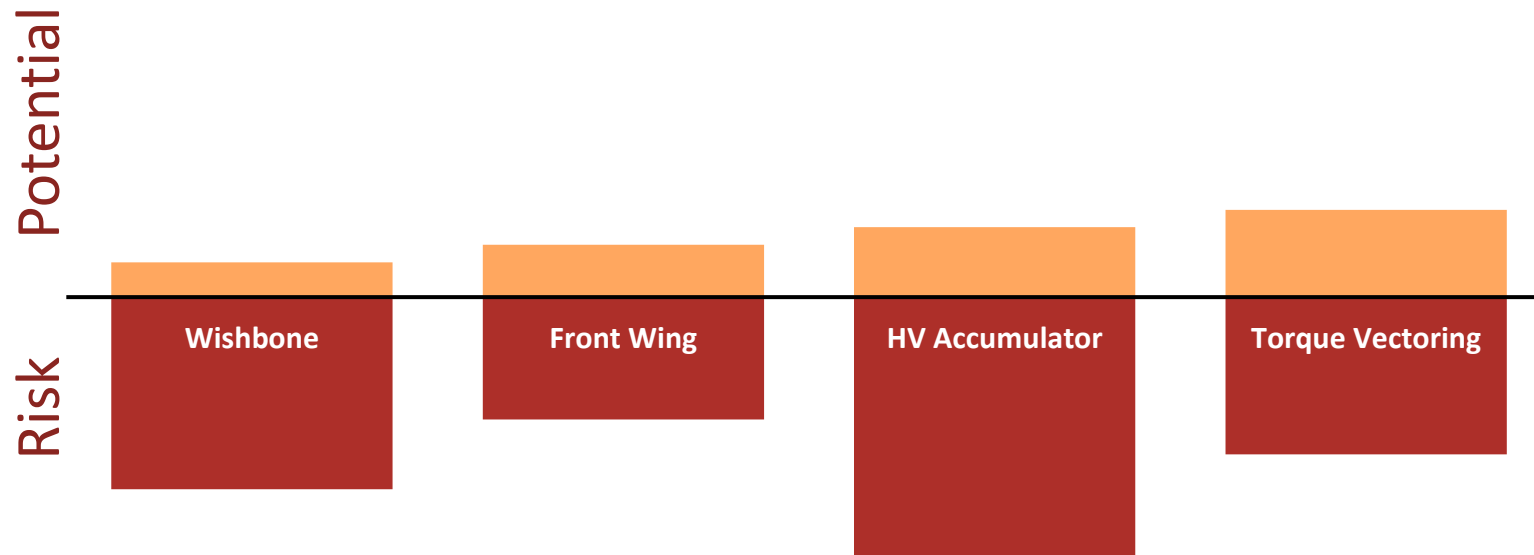 Potential
Risk
Wishbone
Front Wing
HV Accumulator
Torque Vectoring